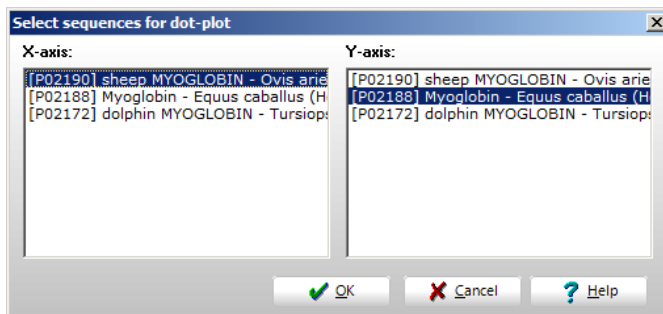 Select sequences for dot-plot
X-axis:
[P02190] sheep MYOGLOBIN - Ovis arie
[P02188] Myoglobin - Equus caballus (H
[P02172] dolphin MYOGLOBIN - Tursiops
Y-axis:
[P02190] sheep MYOGLOBIN - Ovis arie
[P02188] Myoglobin - Equus caballus (H
[P02172] dolphin MYOGLOBIN - Tursiops
OK
Cancel
Help